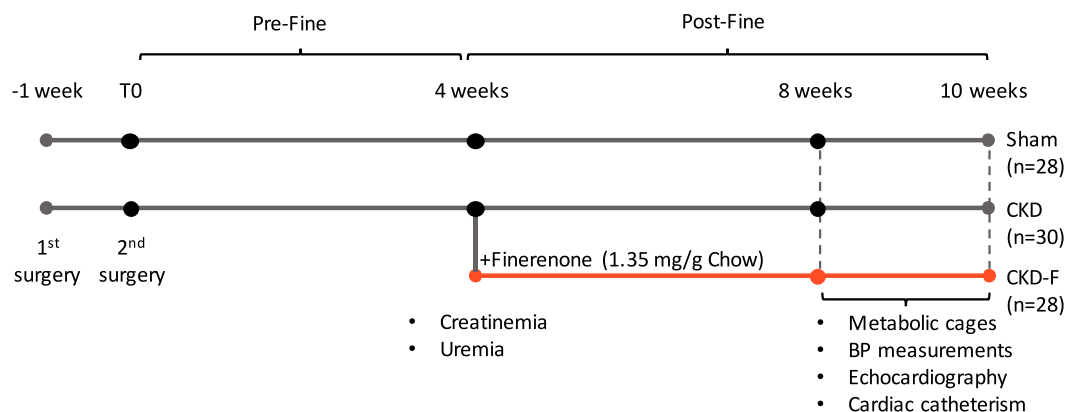 Pre-Fine
Post-Fine
-1 week
T0
4 weeks
8 weeks
10 weeks
Sham
(n=28)
CKD
(n=30)
1st
surgery
2nd
surgery
+Finerenone (1.35 mg/g Chow)
CKD-F
(n=28)
• Creatinemia
• Uremia
• Metabolic cages
• BP measurements
• Echocardiography
• Cardiac catheterism